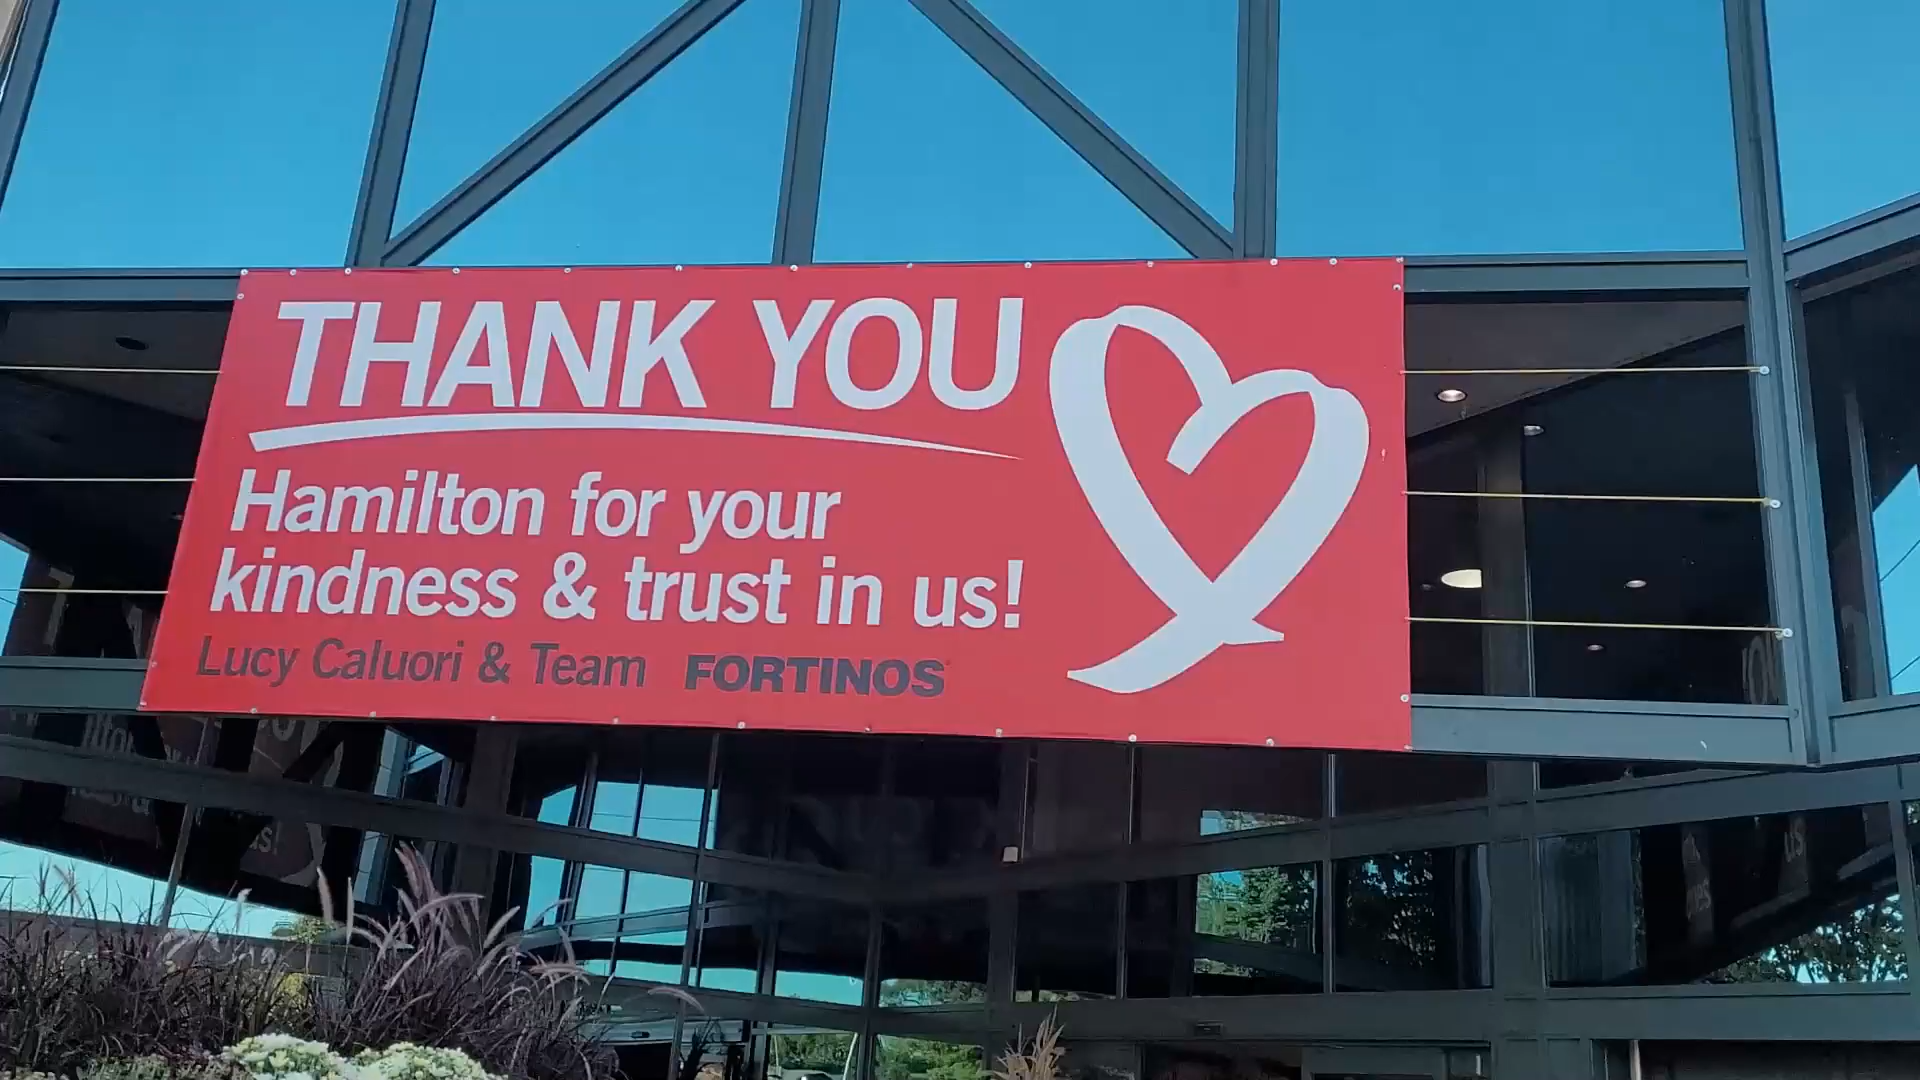 THANK YOU
Hamilton for your
kindness & trust in us!
Lucy Caluori & Team FORTINOS